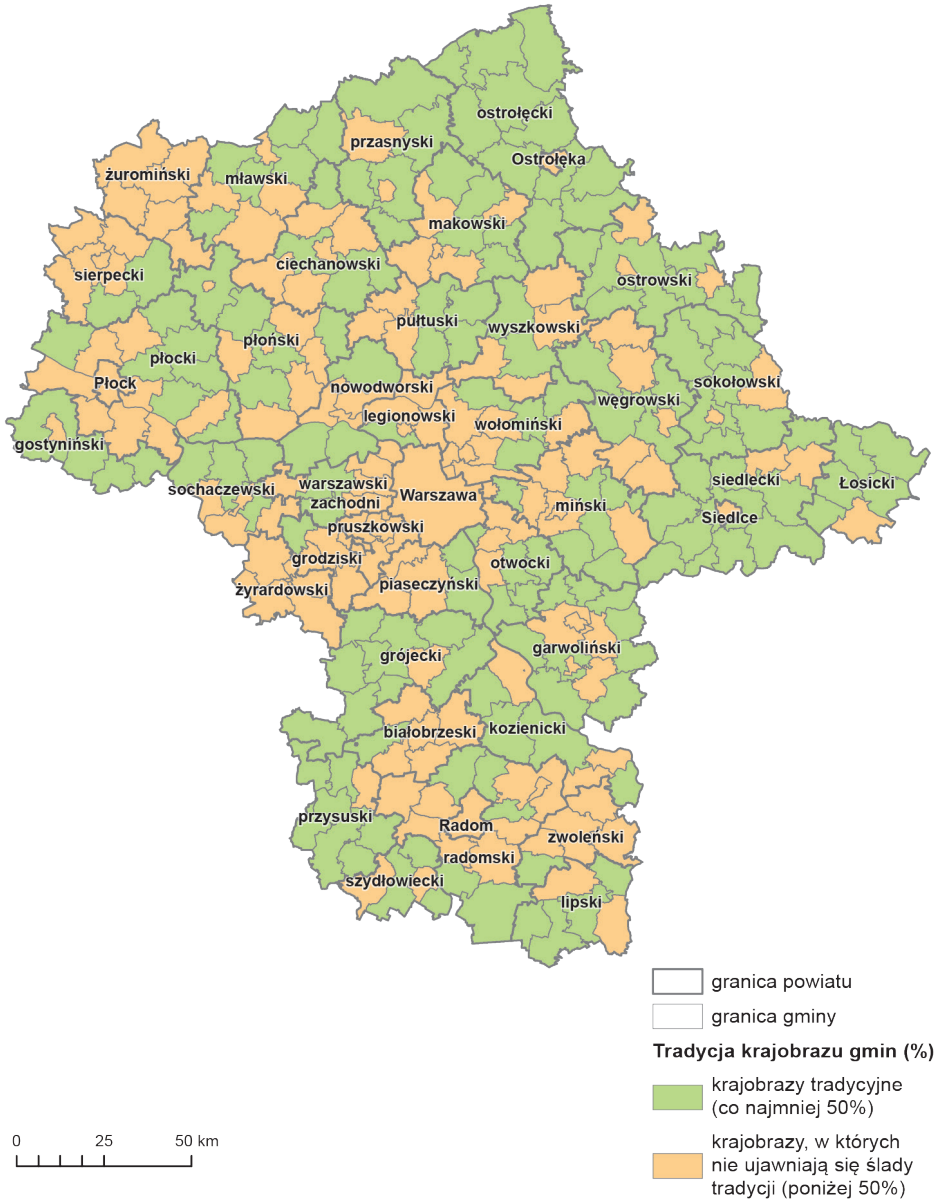 ostrołęcki
przasnyski
Ostrołęka
żuromiński
mławski
makowski
ciechanowski
sierpecki
ostrowski
pułtuski
wyszkowski
płoński
płocki
Płock
nowodworski
sokołowski
węgrowski
legionowski
wołomiński
gostyniński
warszawski
zachodni
sochaczewski
Warszawa
siedlecki
Łosicki
miński
Siedlce
pruszkowski
grodziski
otwocki
żyrardowski
piaseczyński
grójecki
garwoliński
białobrzeski
kozienicki
przysuski
Radom
zwoleński
radomski
szydłowiecki
lipski
granica powiatu
granica gminy
Tradycja krajobrazu gmin (%)
krajobrazy tradycyjne
(co najmniej 50%)
krajobrazy, w których
nie ujawniają się ślady
tradycji (poniżej 50%)
0 25 50 km